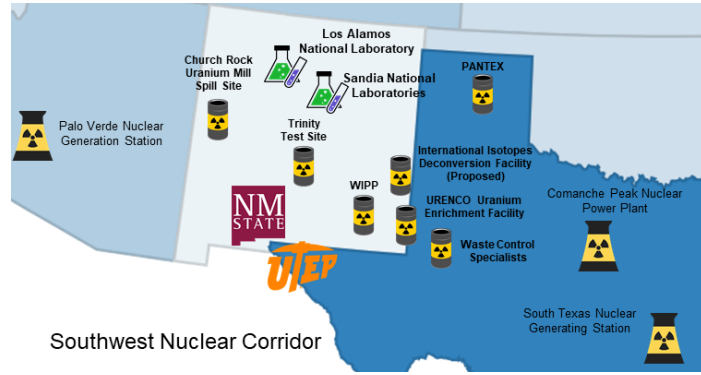 Los Alamos
National Laboratory
Church Rock
Uranium Mill
Spill Site
Sandia National
Laboratories
PANTEX
Palo Verde Nuclear
Generation Station
Trinity
Test Site
International Isotopes
Deconversion Facility
(Proposed)
WIPP
URENCO Uranium
Enrichment Facility
Comanche Peak Nuclear
Power Plant
NM
STATE
Waste Control
Specialists
UTEP
South Texas Nuclear
Generating Station
Southwest Nuclear Corridor